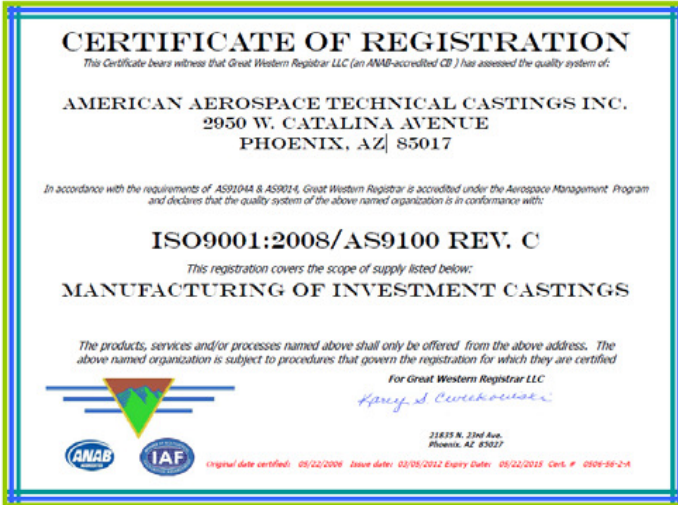 CERTIFICATE OF REGISTRATION
This Certificate bears witness that Great Western Registrar LLC (an ANAB-accredited CB ) has assessed the quality system of:
AMERICAN AEROSPACE TECHNICAL CASTINGS INC.
2950 W. CATALINA AVENUE
PHOENIX, AZ 85017
In accordance with the requirements of AS9104A & AS9014, Great Western Registrar is accredited under the Aerospace Management Program
and declares that the quality system of the above named organization is in conformance with:
ISO9001:2008/AS9100 REV. C
This registration covers the scope of supply listed below:
MANUFACTURING OF INVESTMENT CASTINGS
The products, services and/or processes named above shall only be offered from the above address. The
above named organization is subject to procedures that govern the registration for which they are certified
For Great Western Registrar LLC
21835 N. 23rd Ave.
Phoenix, AZ 85027
ANAB
IAF
Original date certified: 05/22/2006 Issue date: 03/05/2012 Expiry Date: 05/22/2015 Cert. # 0506-56-2-A